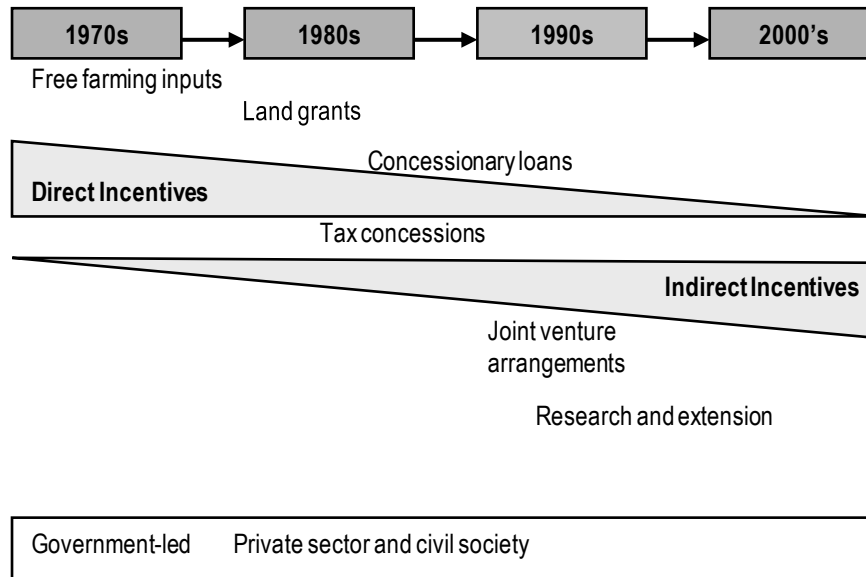 1970s 1980s 1990s 2000's
Free farming inputs
Land grants
Concessionary loans
Direct Incentives
Tax concessions
Indirect Incentives
Joint venture
arrangements
Research and extension
Government-led Private sector and civil society